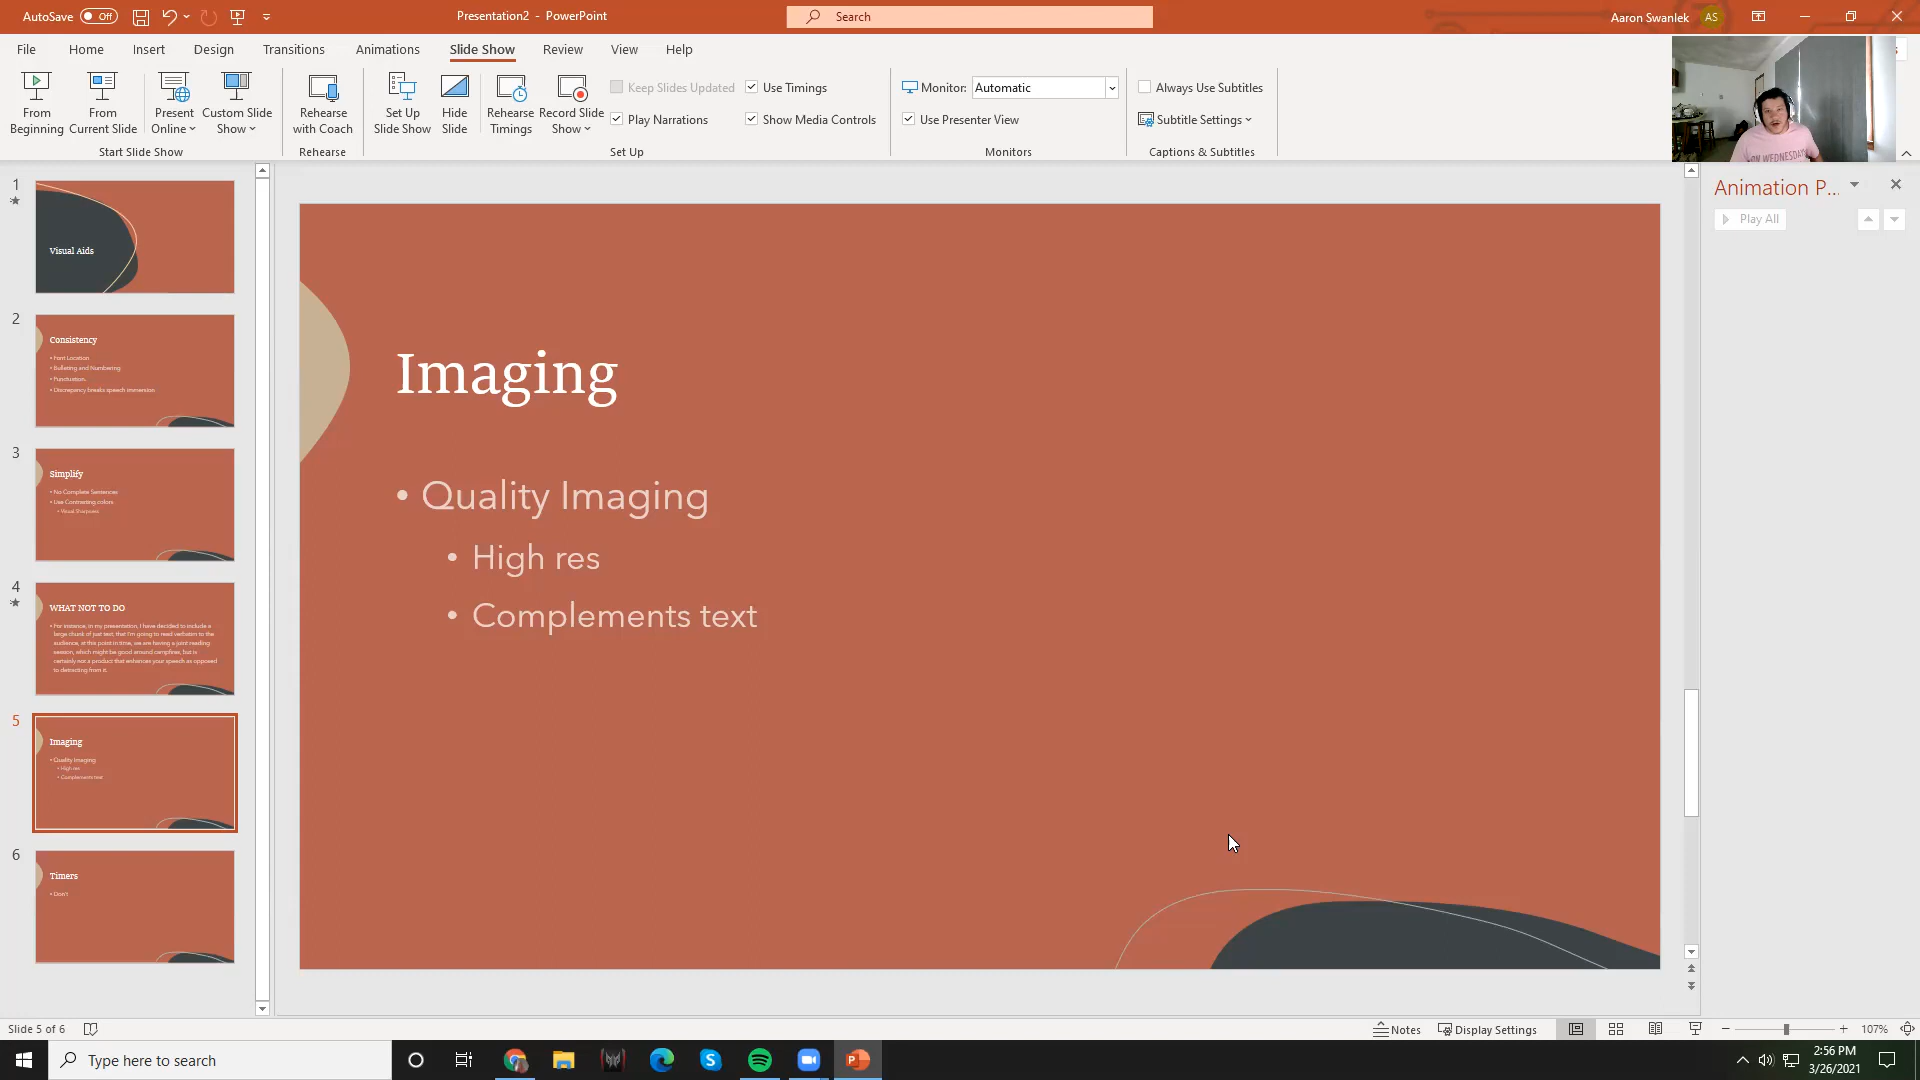 AutoSave Off
Presentation2 - PowerPoint
Search
Aaron Swanlek AS
File Home Insert Design Transitions Animations Slide Show Review View Help
From Beginning
From Current Slide
Present Online
Custom Slide Show
Start Slide Show
Rehearse with Coach
Rehearse
Set Up Slide Show
Hide Slide
Rehearse Timings
Record Slide Show
Keep Slides Updated
Play Narrations
Use Timings
Show Media Controls
Set Up
Monitor: Automatic
Use Presenter View
Monitors
Always Use Subtitles
Subtitle Settings
Captions & Subtitles
ON WEDNESDAYS
1
Visual Aids
2
Consistency
• Font Location
• Bulleting and Numbering
• Punctuation.
• Discrepancy breaks speech immersion
3
Simplify
• No Complete Sentences
• Use Contrasting colors
• Visual Sharpness
4
WHAT NOT TO DO
• For instance, in my presentation, I have decided to include a
large chunk of just text, that I'm going to read verbatim to the
audience, at this point in time, we are having a joint reading
session, which might be good around campfires, but is
certainly not a product that enhances your speech as opposed
to detracting from it.
5
Imaging
• Quality Imaging
• High res
• Complements text
6
Timers
• Don't
Imaging
• Quality Imaging
• High res
• Complements text
Animation P...
Play All
Slide 5 of 6
Notes
Display Settings
107%
Type here to search
2:56 PM
3/26/2021